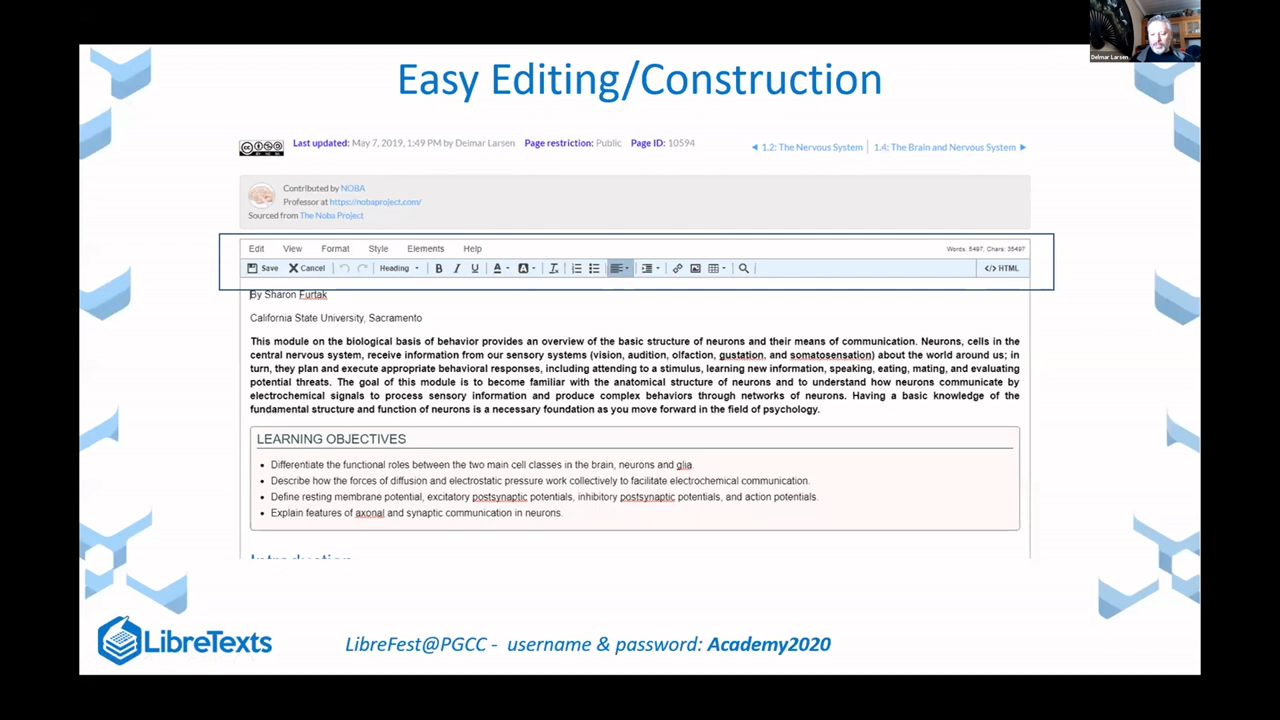 Delmar Larsen
Easy Editing/Construction
Last updated: May 7, 2019, 1:49 PM by Delmar Larsen Page restriction: Public Page ID: 10594
◄ 1.2: The Nervous System | 1.4: The Brain and Nervous System ►
Contributed by NOBA
Professor at https://nobaproject.com/
Sourced from The Noba Project
Edit View Format Style Elements Help Words: 5497, Chars: 35497
Save Cancel Heading B I U A A Ix </> HTML
By Sharon Furtak
California State University, Sacramento
This module on the biological basis of behavior provides an overview of the basic structure of neurons and their means of communication. Neurons, cells in the
central nervous system, receive information from our sensory systems (vision, audition, olfaction, gustation, and somatosensation) about the world around us; in
turn, they plan and execute appropriate behavioral responses, including attending to a stimulus, learning new information, speaking, eating, mating, and evaluating
potential threats. The goal of this module is to become familiar with the anatomical structure of neurons and to understand how neurons communicate by
electrochemical signals to process sensory information and produce complex behaviors through networks of neurons. Having a basic knowledge of the
fundamental structure and function of neurons is a necessary foundation as you move forward in the field of psychology.
LEARNING OBJECTIVES
• Differentiate the functional roles between the two main cell classes in the brain, neurons and glia.
• Describe how the forces of diffusion and electrostatic pressure work collectively to facilitate electrochemical communication.
• Define resting membrane potential, excitatory postsynaptic potentials, inhibitory postsynaptic potentials, and action potentials.
• Explain features of axonal and synaptic communication in neurons.
Introduction
LibreTexts
LibreFest@PGCC - username & password: Academy2020